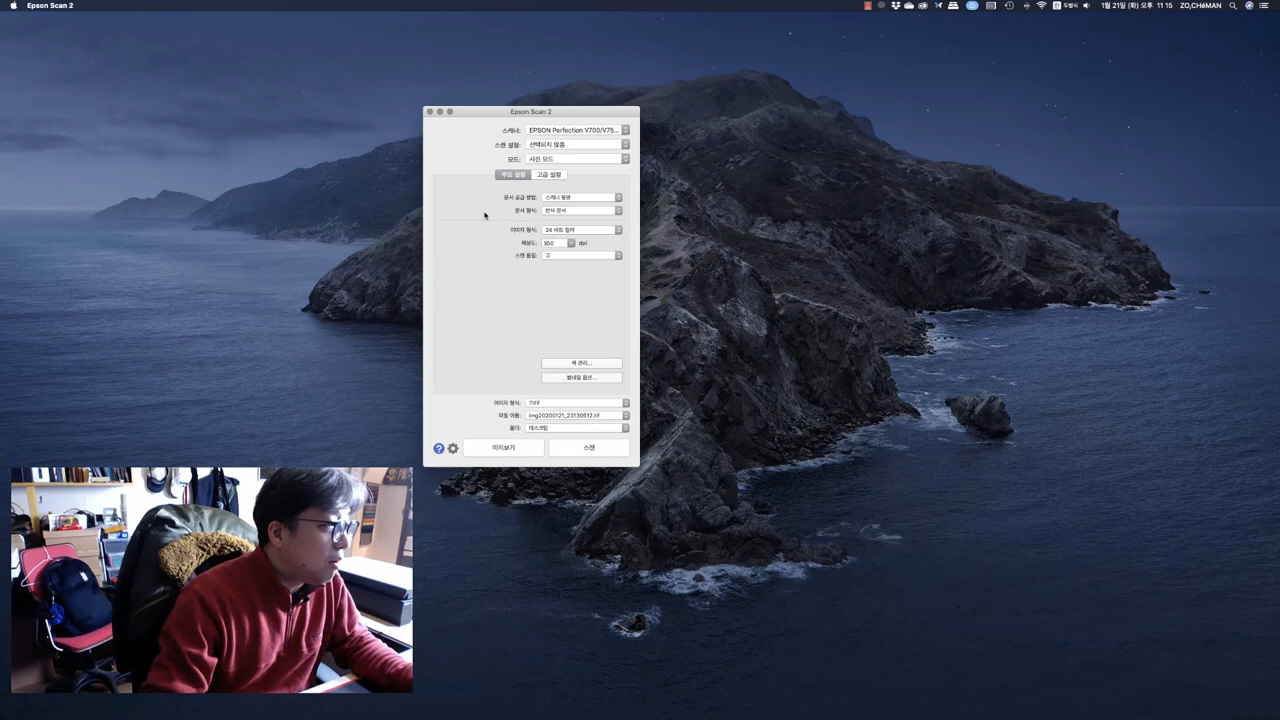 Epson Scan 2
두벌식
1월 21일 (화) 오후 11 15
ZO,CHéMAN
Epson Scan 2
스캐너: EPSON Perfection V700/V75...
스캔 설정: 선택되지 않음
모드: 사진 모드
주요 설정 고급 설정
문서 공급 방법: 스캐너 평판
문서 형식: 반사 문서
이미지 형식: 24 비트 컬러
해상도: 300 dpi
스캔 품질: 고
색 관리...
썸네일 옵션...
이미지 형식: TIFF
파일 이름: img20200121_23130512.tif
폴더: 데스크탑
? 미리보기 스캔